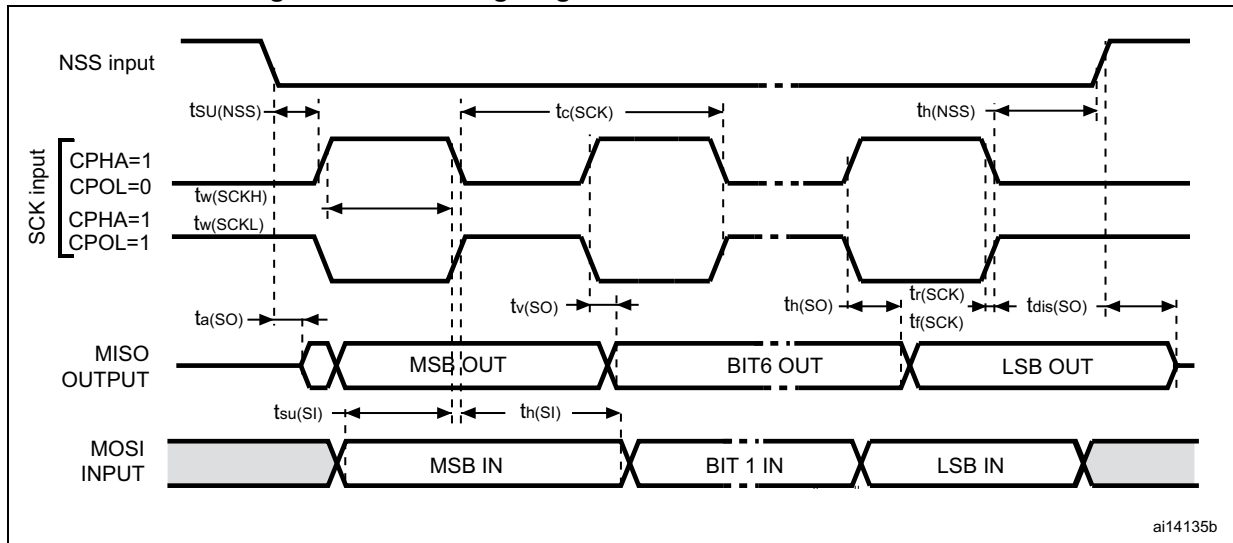 NSS input
tSU(NSS)
tc(SCK)
th(NSS)
SCK input
CPHA=1
CPOL=0
tw(SCKH)
CPHA=1
tw(SCKL)
CPOL=1
ta(SO)
tv(SO)
th(SO)
tr(SCK)
tf(SCK)
tdis(SO)
MISO
OUTPUT
MSB OUT
BIT6 OUT
LSB OUT
tsu(SI)
th(SI)
MOSI
INPUT
MSB IN
BIT 1 IN
LSB IN
ai14135b